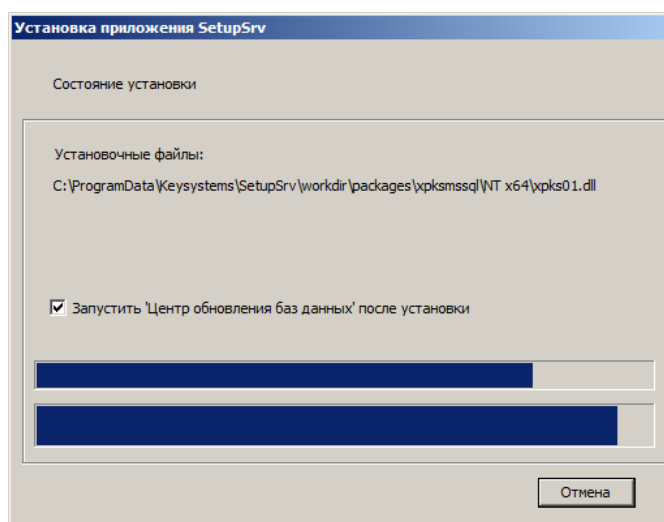 Установка приложения SetupSrv
Состояние установки
Установочные файлы:
C:\ProgramData\Keysystems\SetupSrv\workdir\packages\xpksmssql\NT x64\xpks01.dll
Запустить 'Центр обновления баз данных' после установки
Отмена